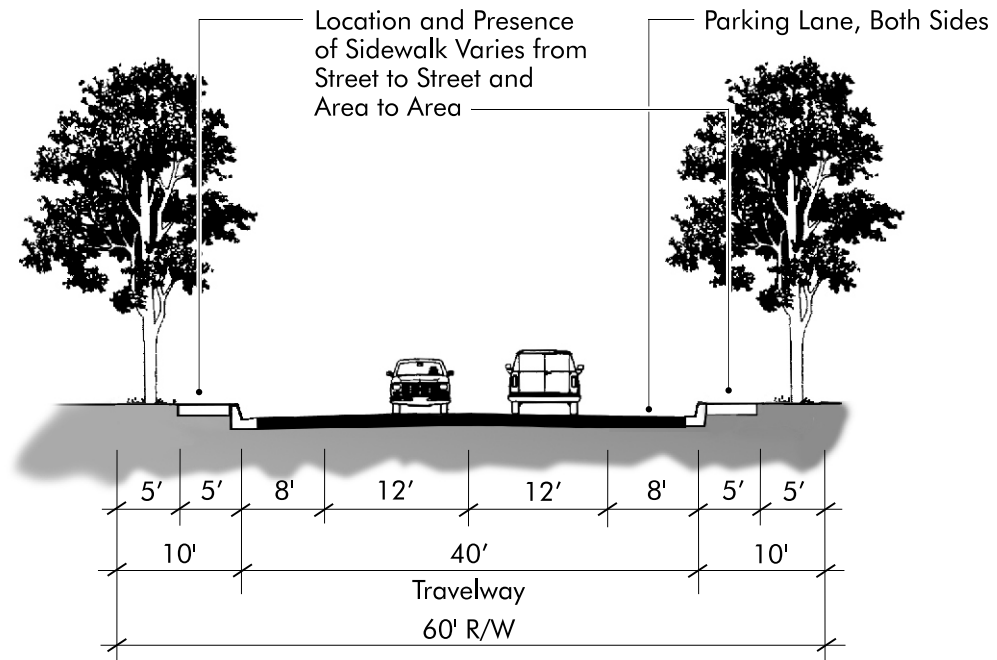 Location and Presence
of Sidewalk Varies from
Street to Street and
Area to Area
Parking Lane, Both Sides
5′ 5′ 8′ 12′ 12′ 8′ 5′ 5′
10' 40′ 10'
Travelway
60' R/W